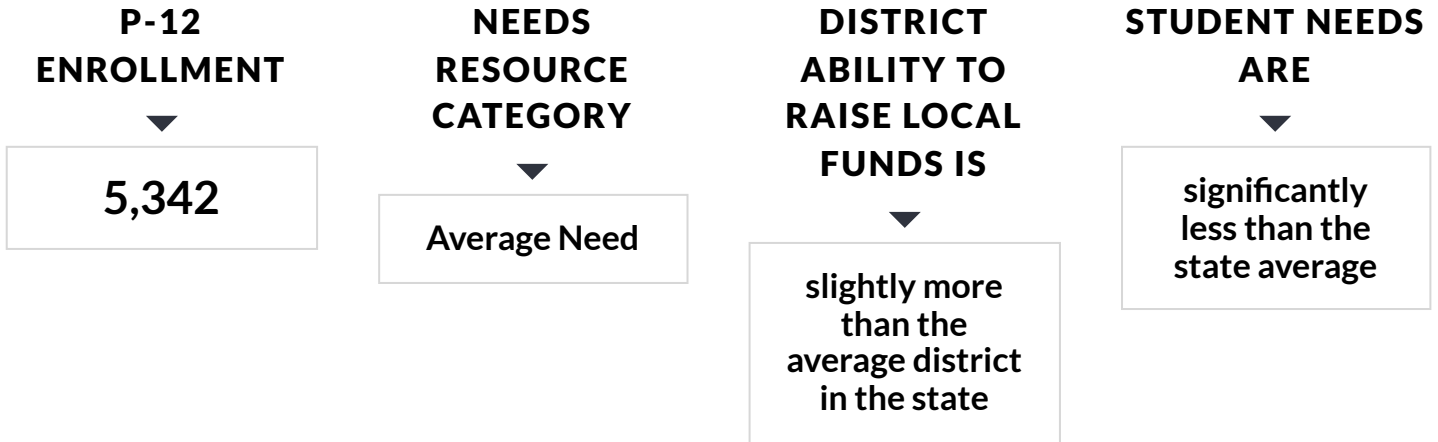 P-12
ENROLLMENT
5,342
NEEDS
RESOURCE
CATEGORY
Average Need
DISTRICT
ABILITY TO
RAISE LOCAL
FUNDS IS
slightly more
than the
average district
in the state
STUDENT NEEDS
ARE
significantly
less than the
state average